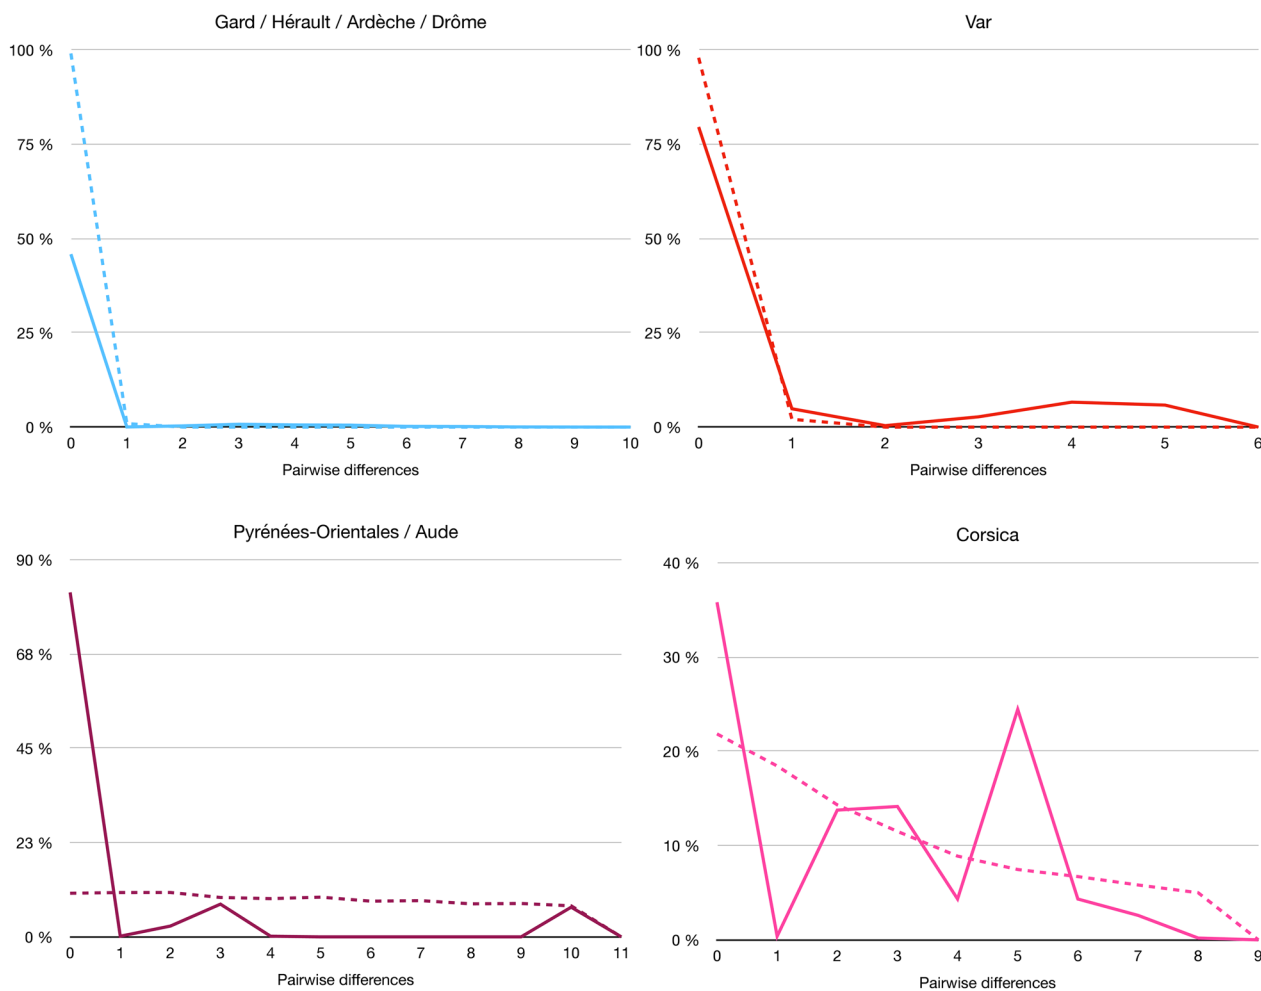 Gard / Hérault / Ardèche / Drôme
100 %
75 %
50 %
25 %
0 %
0 1 2 3 4 5 6 7 8 9 10
Pairwise differences
Var
100 %
75 %
50 %
25 %
0 %
0 1 2 3 4 5 6
Pairwise differences
Pyrénées-Orientales / Aude
90 %
68 %
45 %
23 %
0 %
0 1 2 3 4 5 6 7 8 9 10 11
Pairwise differences
Corsica
40 %
30 %
20 %
10 %
0 %
0 1 2 3 4 5 6 7 8 9
Pairwise differences